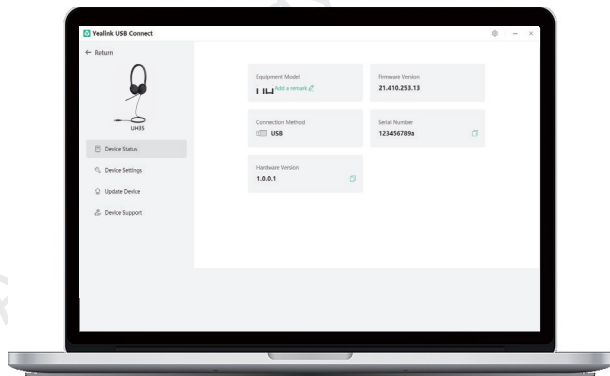 Yealink USB Connect
← Return
UH35
Device Status
Device Settings
Update Device
Device Support
Equipment Model
Add a remark
Firmware Version
21.410.253.13
Connection Method
USB
Serial Number
123456789a
Hardware Version
1.0.0.1